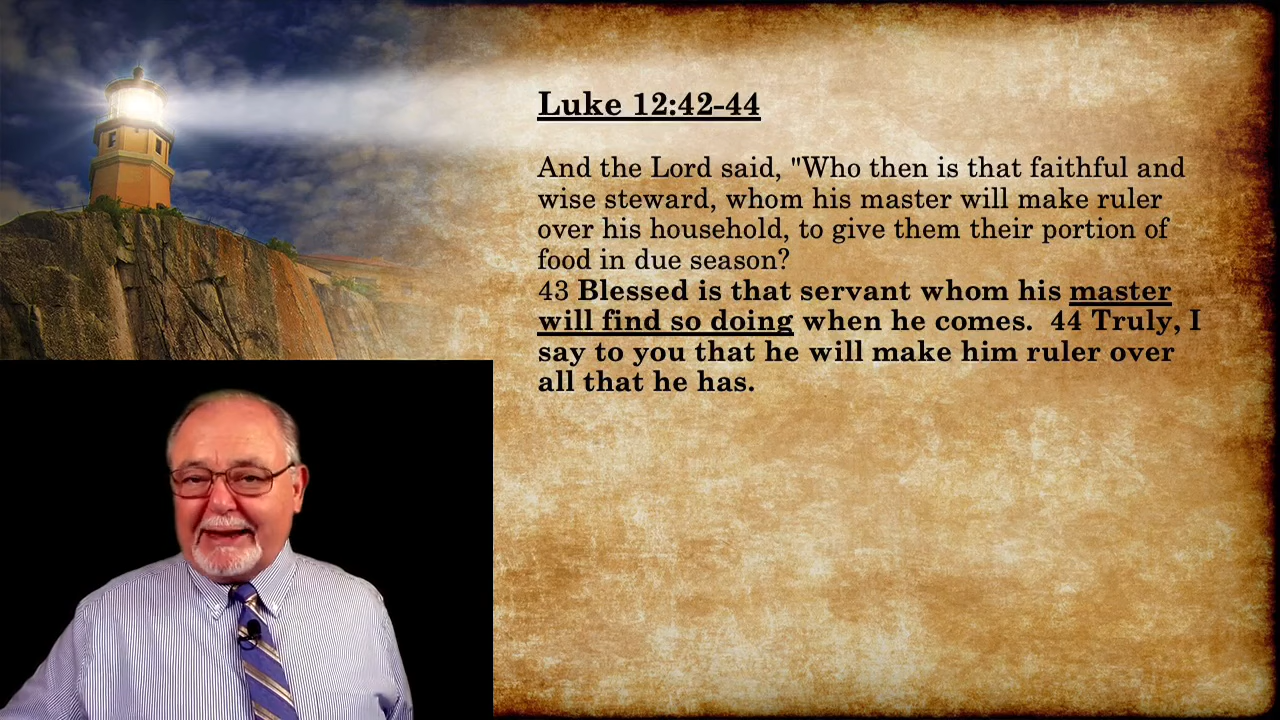 Luke 12:42-44
And the Lord said, "Who then is that faithful and
wise steward, whom his master will make ruler
over his household, to give them their portion of
food in due season?
43 Blessed is that servant whom his master
will find so doing when he comes.  44 Truly, I
say to you that he will make him ruler over
all that he has.